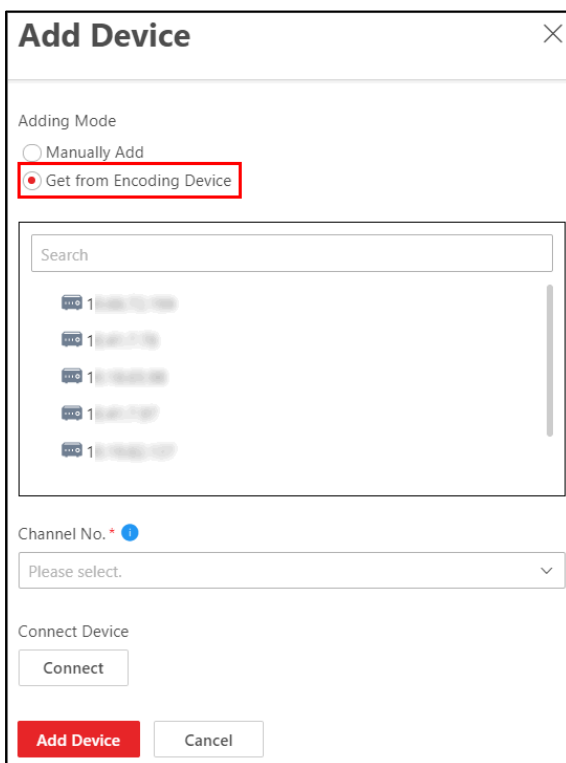 Add Device
Adding Mode
Manually Add
Get from Encoding Device
Search
1
1
1
1
1
Channel No. *
Please select.
Connect Device
Connect
Add Device
Cancel